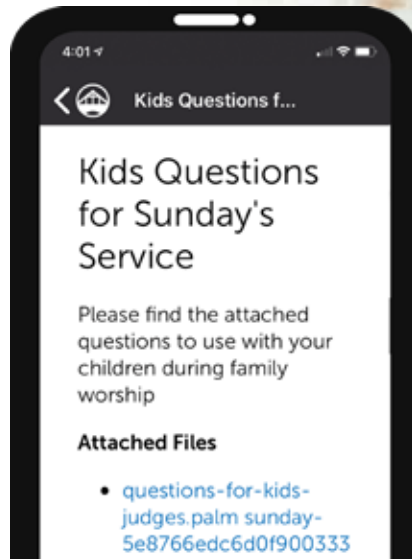 4:01
Kids Questions f...
Kids Questions
for Sunday's
Service
Please find the attached
questions to use with your
children during family
worship
Attached Files
• questions-for-kids-
judges.palm sunday-
5e8766edc6d0f900333